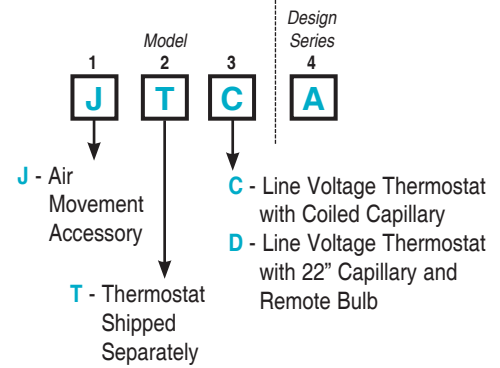 Design
Model Series
1 2 3 4
J T C A
J - Air
Movement
Accessory
T - Thermostat
Shipped
Separately
C - Line Voltage Thermostat
with Coiled Capillary
D - Line Voltage Thermostat
with 22" Capillary and
Remote Bulb